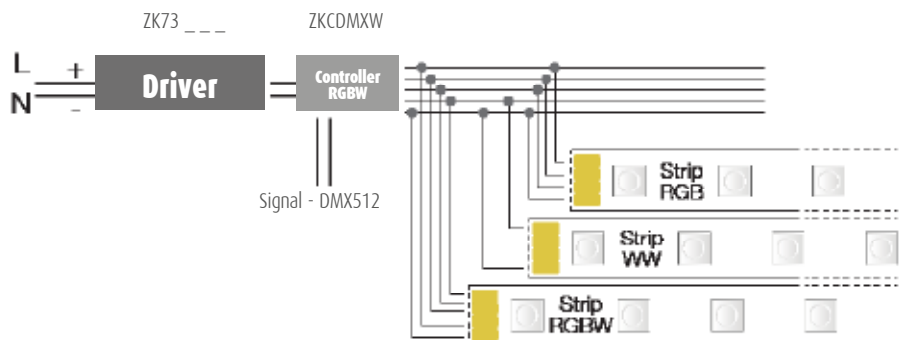 ZK73 _ _ _
ZKCDMXW
L
+
N
-
Driver
Controller
RGBW
Signal - DMX512
Strip
RGB
Strip
WW
Strip
RGBW